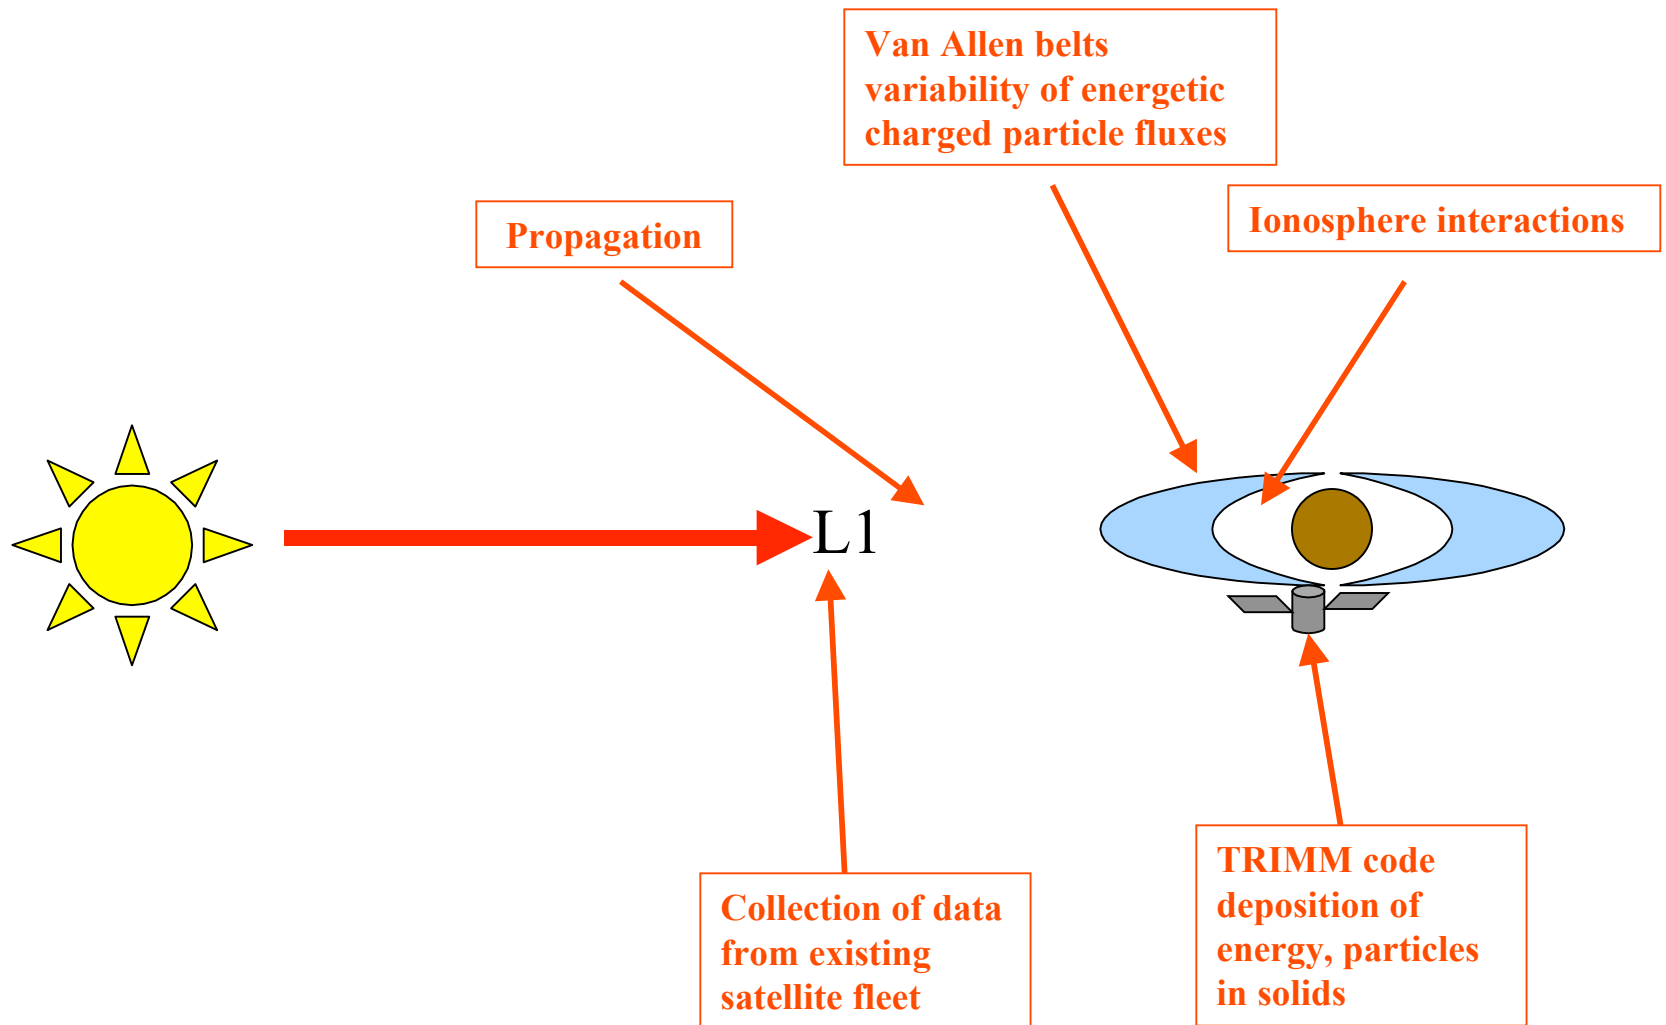 Van Allen belts
variability of energetic
charged particle fluxes
Propagation
Ionosphere interactions
L1
Collection of data
from existing
satellite fleet
TRIMM code
deposition of
energy, particles
in solids